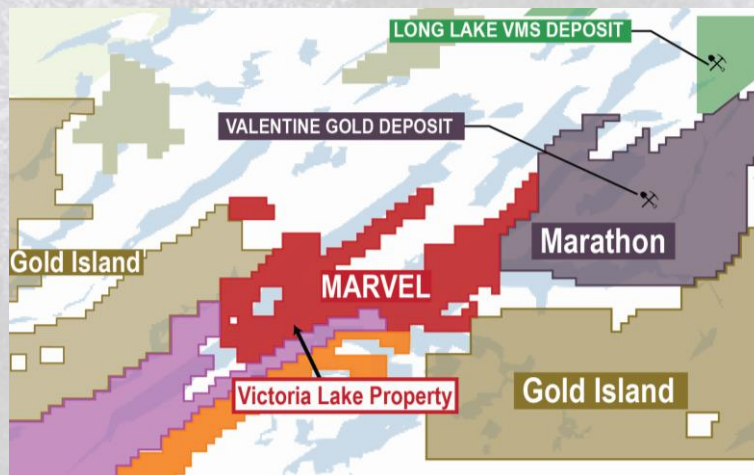 LONG LAKE VMS DEPOSIT
VALENTINE GOLD DEPOSIT
Marathon
Gold Island
MARVEL
Victoria Lake Property
Gold Island